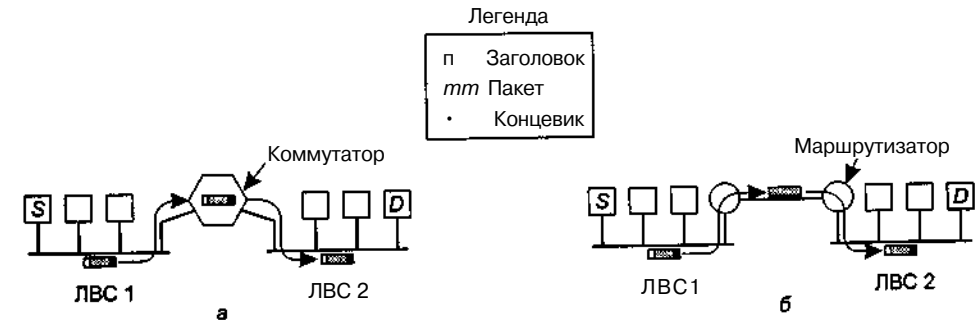 Легенда
п Заголовок
mm Пакет
· Концевик
Коммутатор
Маршрутизатор
S D S D
ЛВС 1 ЛВС 2 ЛВС1 ЛВС 2
а б